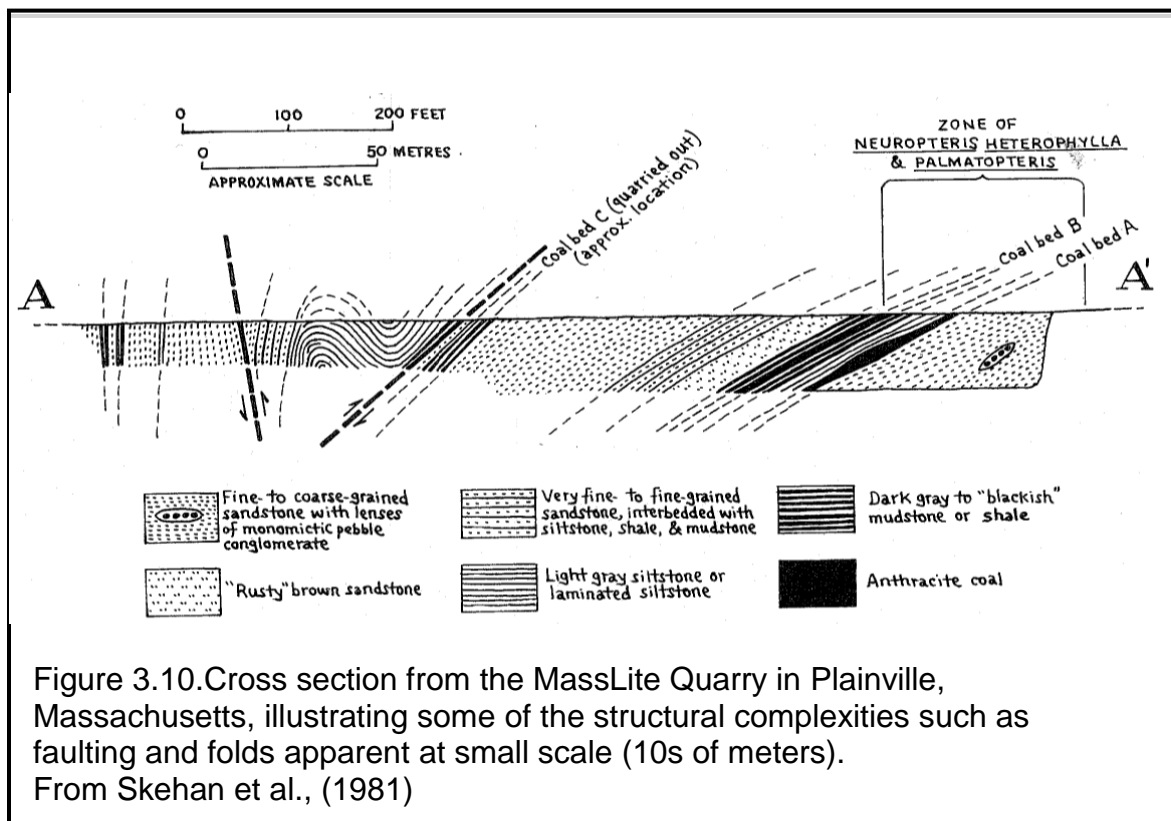 0 100 200 FEET
0 50 METRES
APPROXIMATE SCALE
Coal bed C (quarried out)
(approx. location)
ZONE OF
NEUROPTERIS HETEROPHYLLA
& PALMATOPTERIS
Coal bed B
Coal bed A
A
A'
Fine- to coarse-grained
sandstone with lenses
of monomictic pebble
conglomerate
Very fine- to fine-grained
sandstone, interbedded with
siltstone, shale, & mudstone
Dark gray to "blackish"
mudstone or shale
"Rusty" brown sandstone
Light gray siltstone or
laminated siltstone
Anthracite coal
Figure 3.10.Cross section from the MassLite Quarry in Plainville,
Massachusetts, illustrating some of the structural complexities such as
faulting and folds apparent at small scale (10s of meters).
From Skehan et al., (1981)